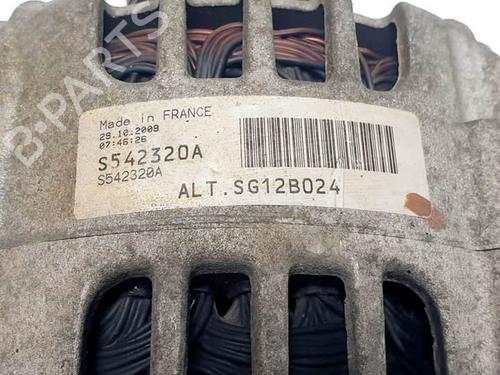 B-PARTS
Made in FRANCE
29.10.2009
07:46:26
S542320A
S542320A
ALT.SG12B024